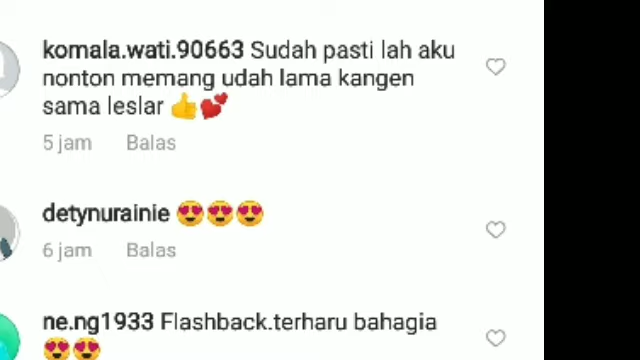 komala.wati.90663 Sudah pasti lah aku
nonton memang udah lama kangen
sama leslar 👍💕
5 jam Balas
detynurainie 😍😍😍
6 jam Balas
ne.ng1933 Flashback.terharu bahagia
😍😍